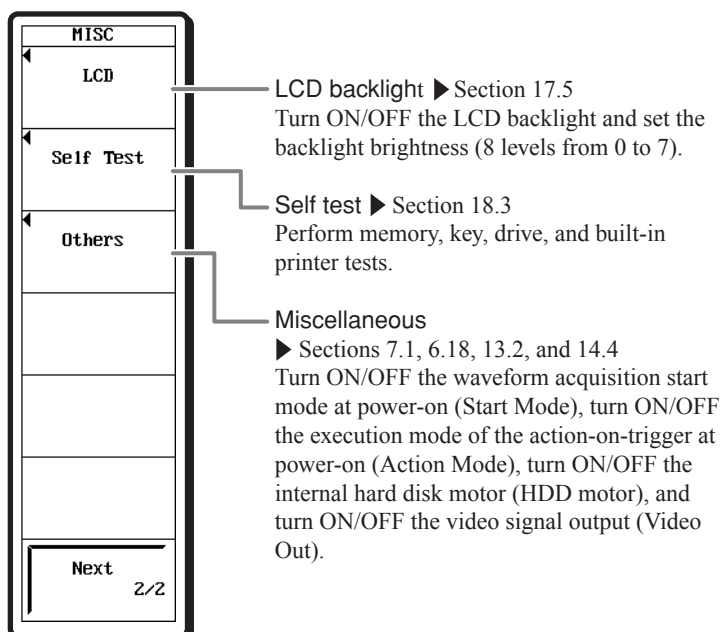 MISC
LCD
Self Test
Others
Next
2/2
LCD backlight ▶ Section 17.5
Turn ON/OFF the LCD backlight and set the
backlight brightness (8 levels from 0 to 7).
Self test ▶ Section 18.3
Perform memory, key, drive, and built-in
printer tests.
Miscellaneous
▶ Sections 7.1, 6.18, 13.2, and 14.4
Turn ON/OFF the waveform acquisition start
mode at power-on (Start Mode), turn ON/OFF
the execution mode of the action-on-trigger at
power-on (Action Mode), turn ON/OFF the
internal hard disk motor (HDD motor), and
turn ON/OFF the video signal output (Video
Out).